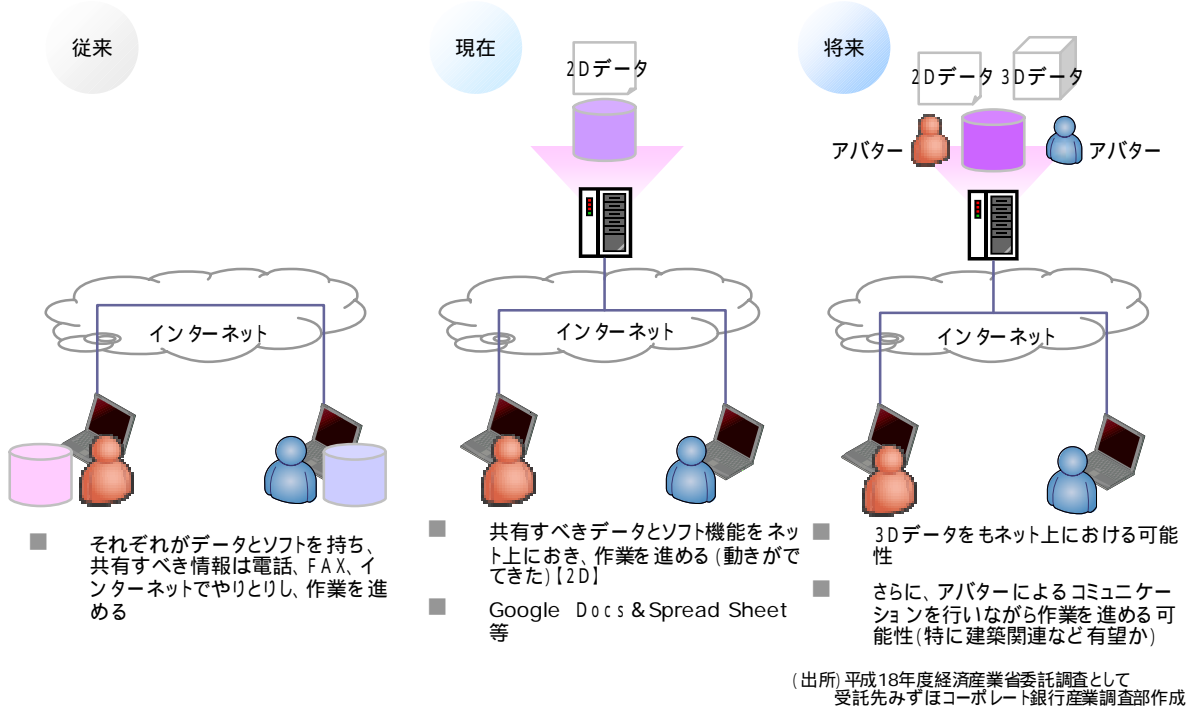 従来
現在
将来
2Dデータ
2Dデータ
3Dデータ
アバター
アバター
インターネット
インターネット
インターネット
■ それぞれがデータとソフトを持ち、
共有すべき情報は電話、FAX、イ
ンターネットでやりとりし、作業を進
める
■ 共有すべきデータとソフト機能をネッ
ト上におき、作業を進める(動きがで
てきた)【2D】
■ Google Docs＆Spread Sheet
等
■ 3Dデータをもネット上における可能
性
■ さらに、アバターによるコミュニケー
ションを行いながら作業を進める可
能性(特に建築関連など有望か)
(出所)平成18年度経済産業省委託調査として
受託先みずほコーポレート銀行産業調査部作成